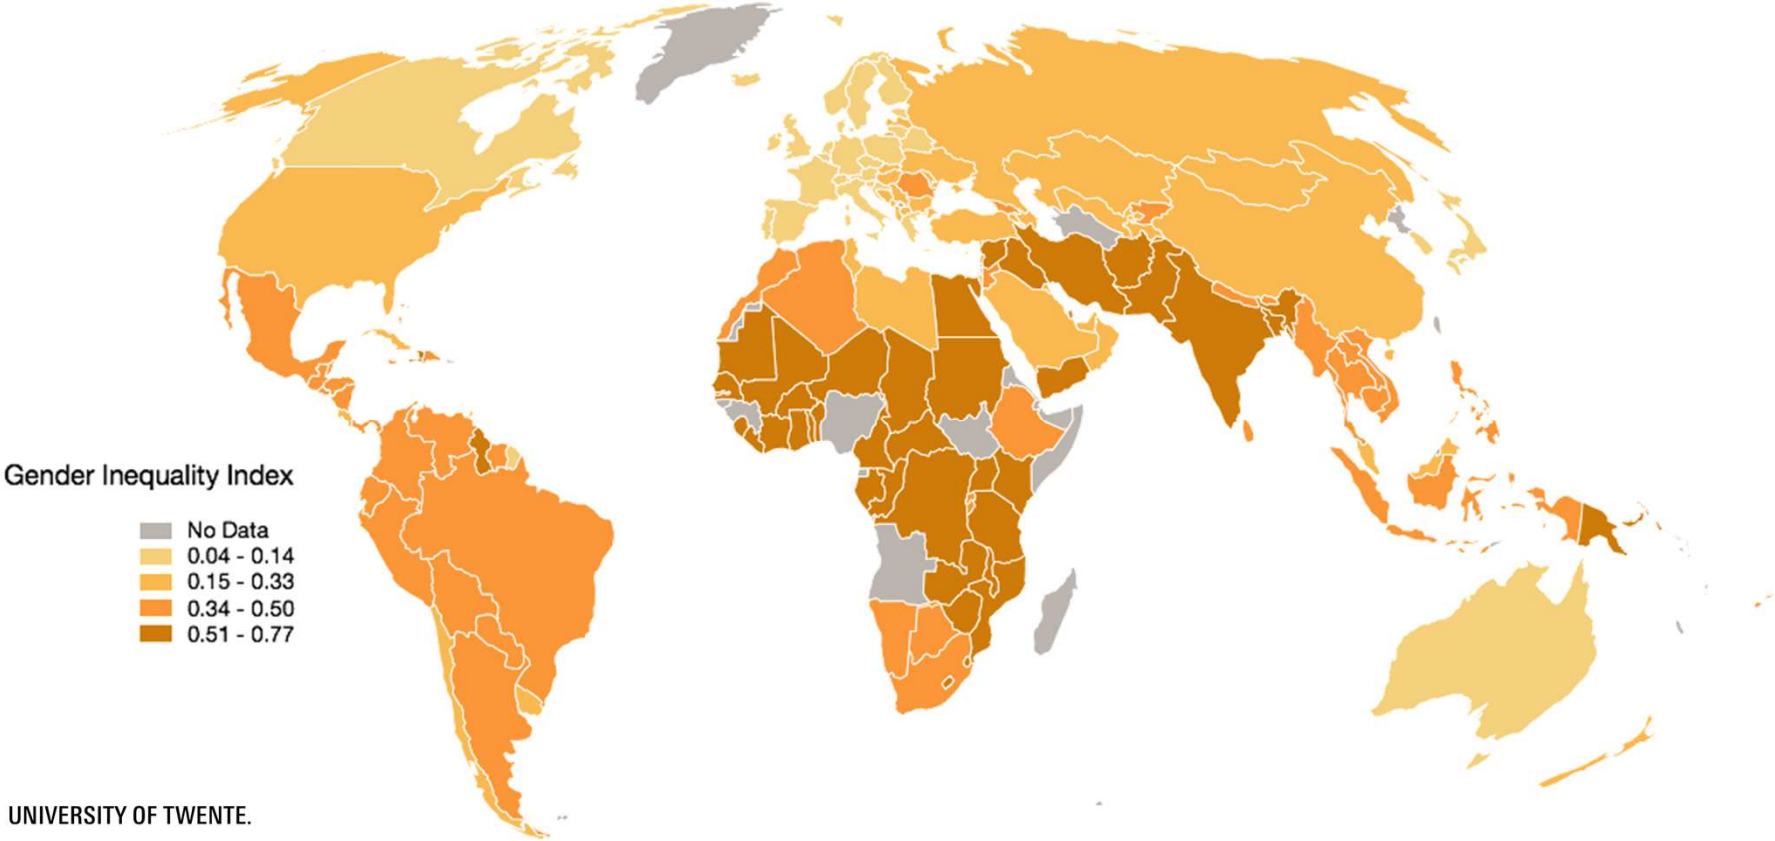 Gender Inequality Index
No Data
0.04 - 0.14
0.15 - 0.33
0.34 - 0.50
0.51 - 0.77
UNIVERSITY OF TWENTE.